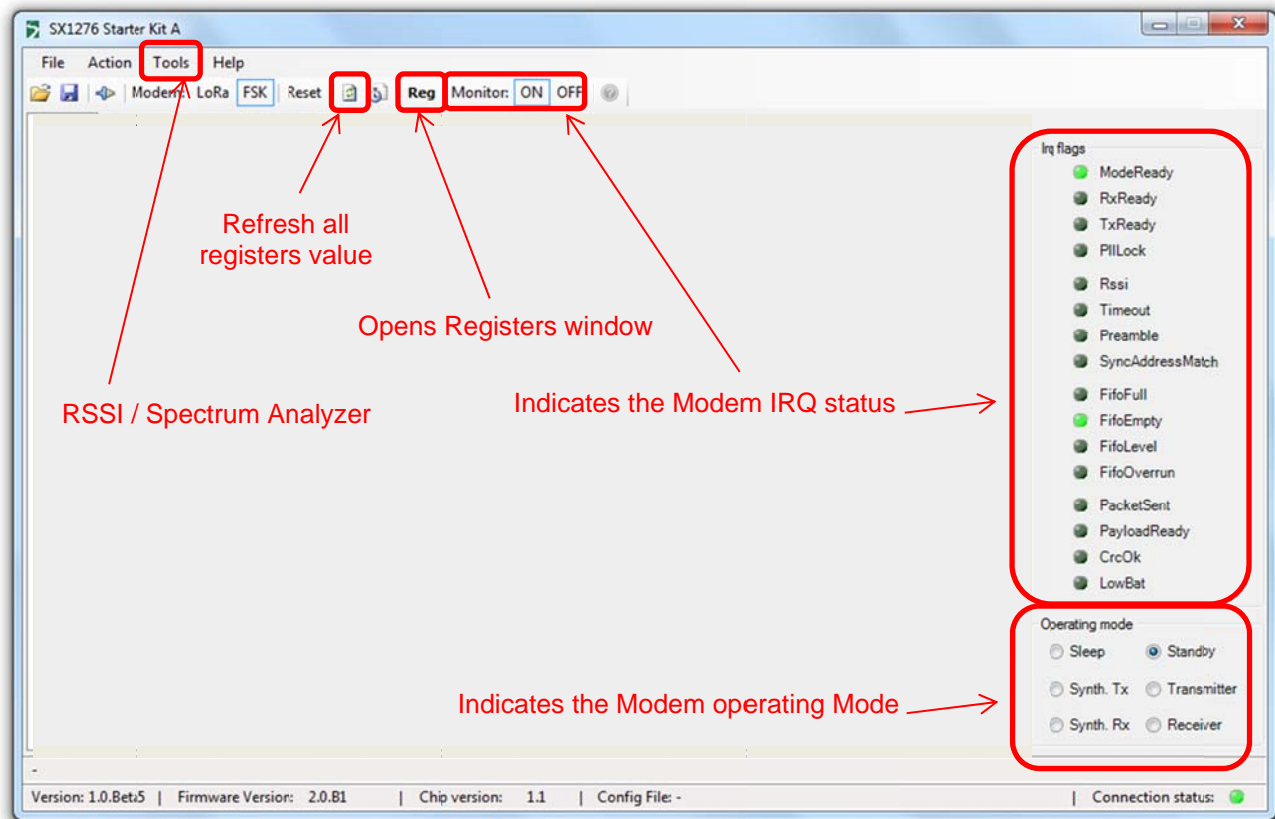 SX1276 Starter Kit A
File Action Tools Help
Modem: LoRa FSK Reset Reg Monitor: ON OFF
Refresh all
registers value
Opens Registers window
RSSI / Spectrum Analyzer
Indicates the Modem IRQ status
Irq flags
ModeReady
RxReady
TxReady
PllLock
Rssi
Timeout
Preamble
SyncAddressMatch
FifoFull
FifoEmpty
FifoLevel
FifoOverrun
PacketSent
PayloadReady
CrcOk
LowBat
Indicates the Modem operating Mode
Operating mode
Sleep Standby
Synth. Tx Transmitter
Synth. Rx Receiver
-
Version: 1.0.Beta5 | Firmware Version: 2.0.B1 | Chip version: 1.1 | Config File: - | Connection status: